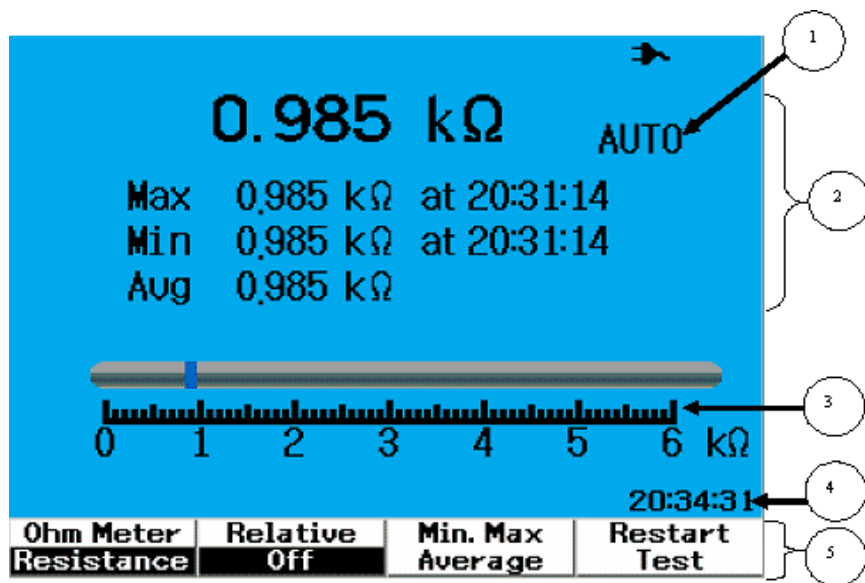 1
0.985 kΩ
AUTO
2
Max 0.985 kΩ at 20:31:14
Min 0.985 kΩ at 20:31:14
Avg 0.985 kΩ
3
0 1 2 3 4 5 6 kΩ
4
20:34:31
Ohm Meter Relative Min. Max Restart
Resistance Off Average Test
5